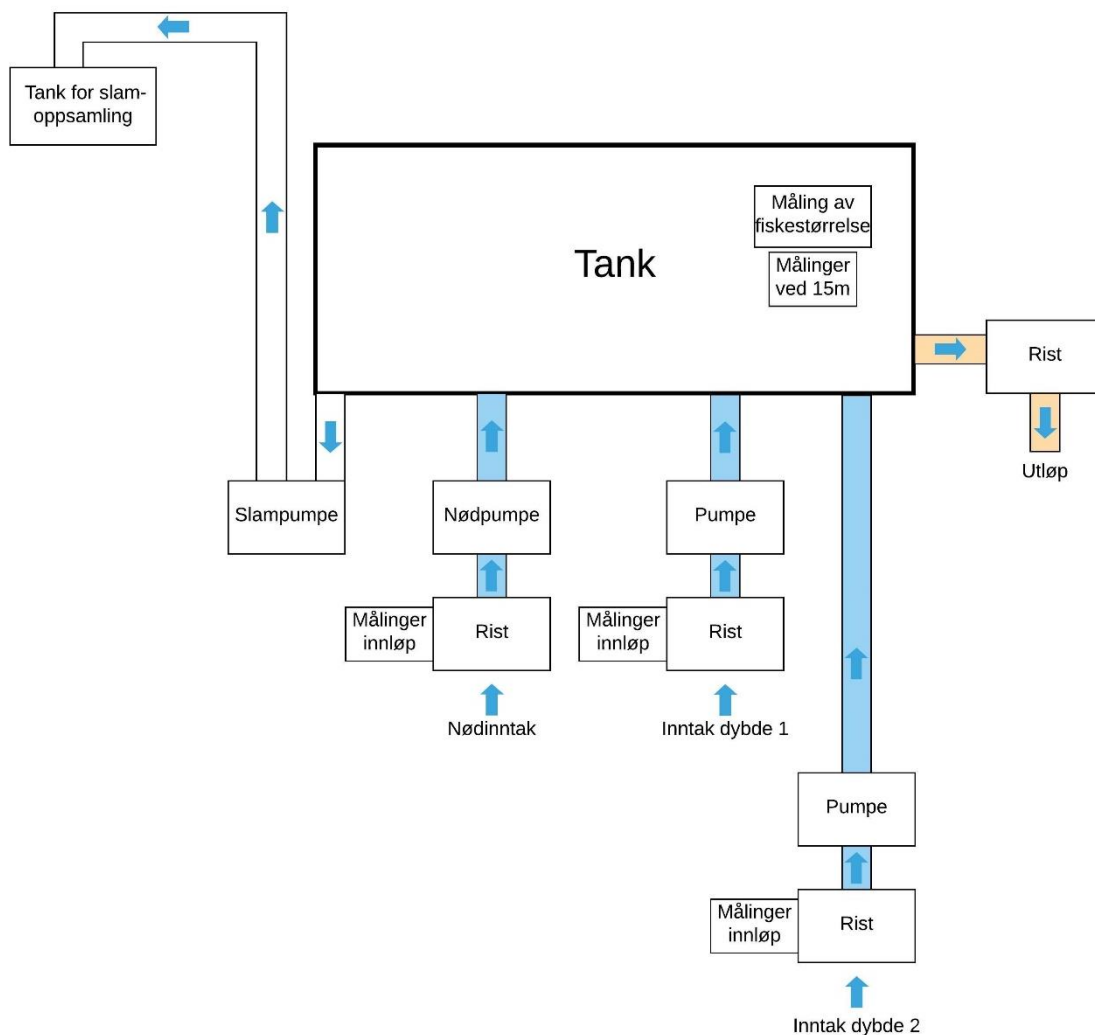 Tank for slam-
oppsamling
Måling av
fiskestørrelse
Tank
Målinger
ved 15m
Rist
Utløp
Slampumpe
Nødpumpe
Pumpe
Målinger
innløp
Rist
Målinger
innløp
Rist
Nødinntak
Inntak dybde 1
Pumpe
Målinger
innløp
Rist
Inntak dybde 2